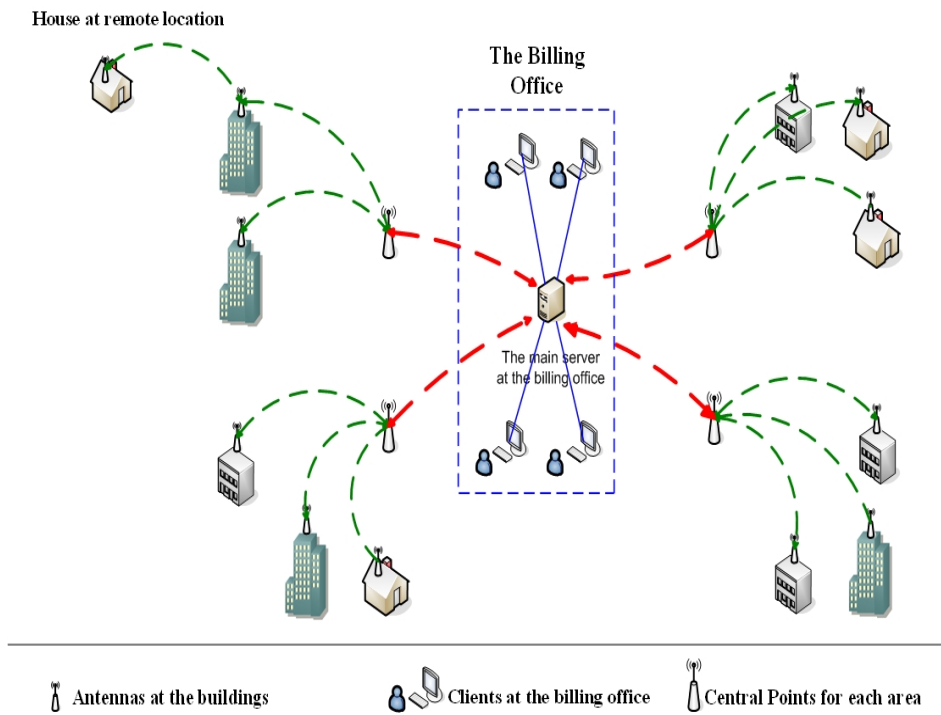 House at remote location
The Billing
Office
The main server
at the billing office
Antennas at the buildings
Clients at the billing office
Central Points for each area